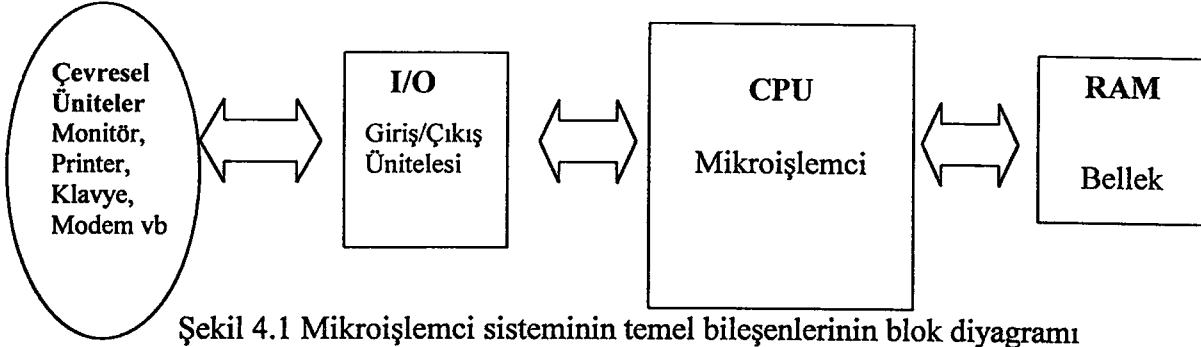 Çevresel
Üniteler
Monitör,
Printer,
Klavye,
Modem vb
I/O
Giriş/Çıkış
Ünitelesi
CPU
Mikroişlemci
RAM
Bellek
Şekil 4.1 Mikroişlemci sisteminin temel bileşenlerinin blok diyagramı